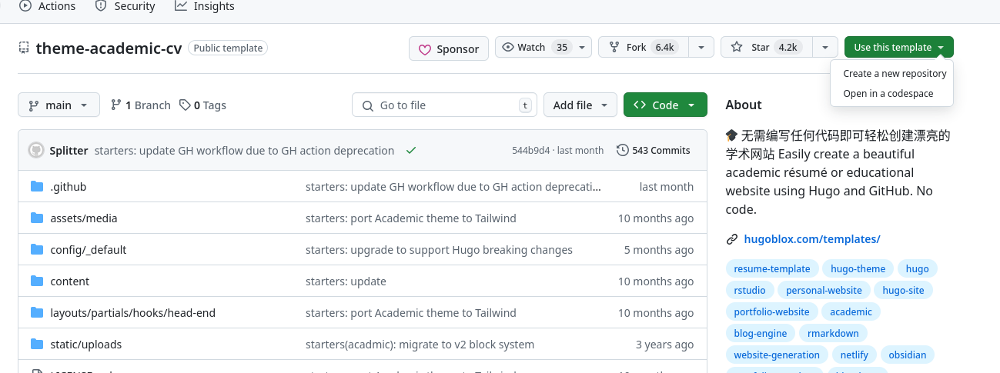 Actions Security Insights
theme-academic-cv Public template Sponsor Watch 35 Fork 6.4k Star 4.2k Use this template
Create a new repository
Open in a codespace
main 1 Branch 0 Tags Go to file t Add file Code
Splitter starters: update GH workflow due to GH action deprecation 544b9d4 · last month 543 Commits
.github starters: update GH workflow due to GH action deprecati... last month
assets/media starters: port Academic theme to Tailwind 10 months ago
config/_default starters: upgrade to support Hugo breaking changes 5 months ago
content starters: update 10 months ago
layouts/partials/hooks/head-end starters: port Academic theme to Tailwind 10 months ago
static/uploads starters(acadmic): migrate to v2 block system 3 years ago
About
🎓 无需编写任何代码即可轻松创建漂亮的
学术网站 Easily create a beautiful
academic résumé or educational
website using Hugo and GitHub. No
code.
hugoblox.com/templates/
resume-template hugo-theme hugo
rstudio personal-website hugo-site
portfolio-website academic
blog-engine rmarkdown
website-generation netlify obsidian